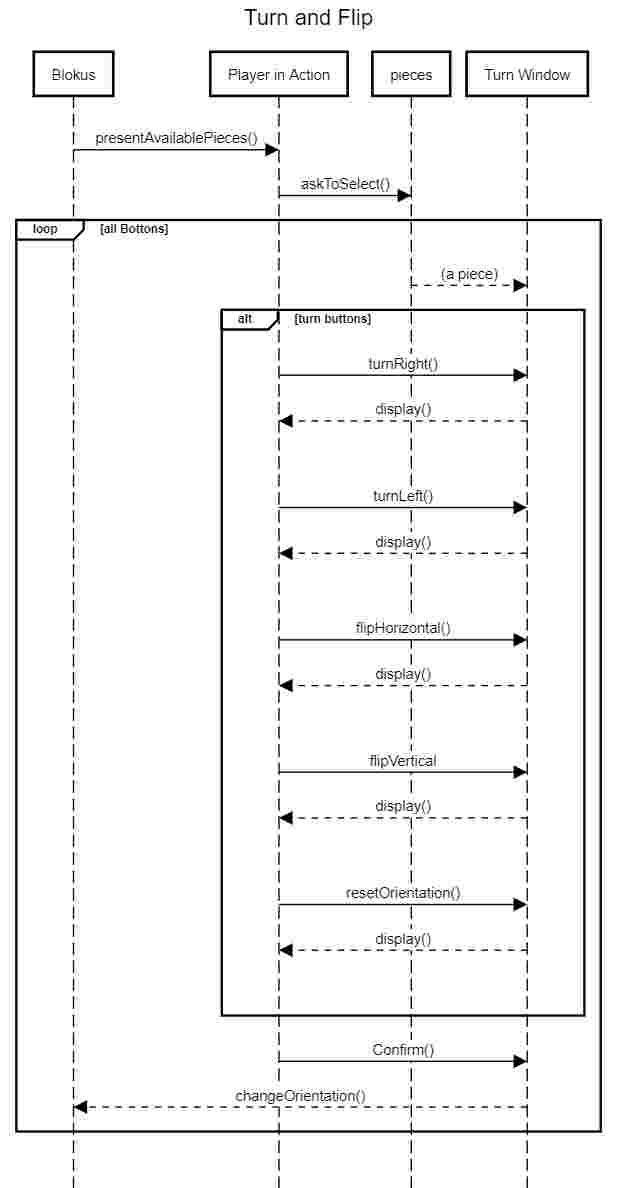 Turn and Flip
Blokus
Player in Action
pieces
Turn Window
presentAvailablePieces()
askToSelect()
loop
[all Bottons]
(a piece)
alt
[turn buttons]
turnRight()
display()
turnLeft()
display()
flipHorizontal()
display()
flipVertical
display()
resetOrientation()
display()
Confirm()
changeOrientation()